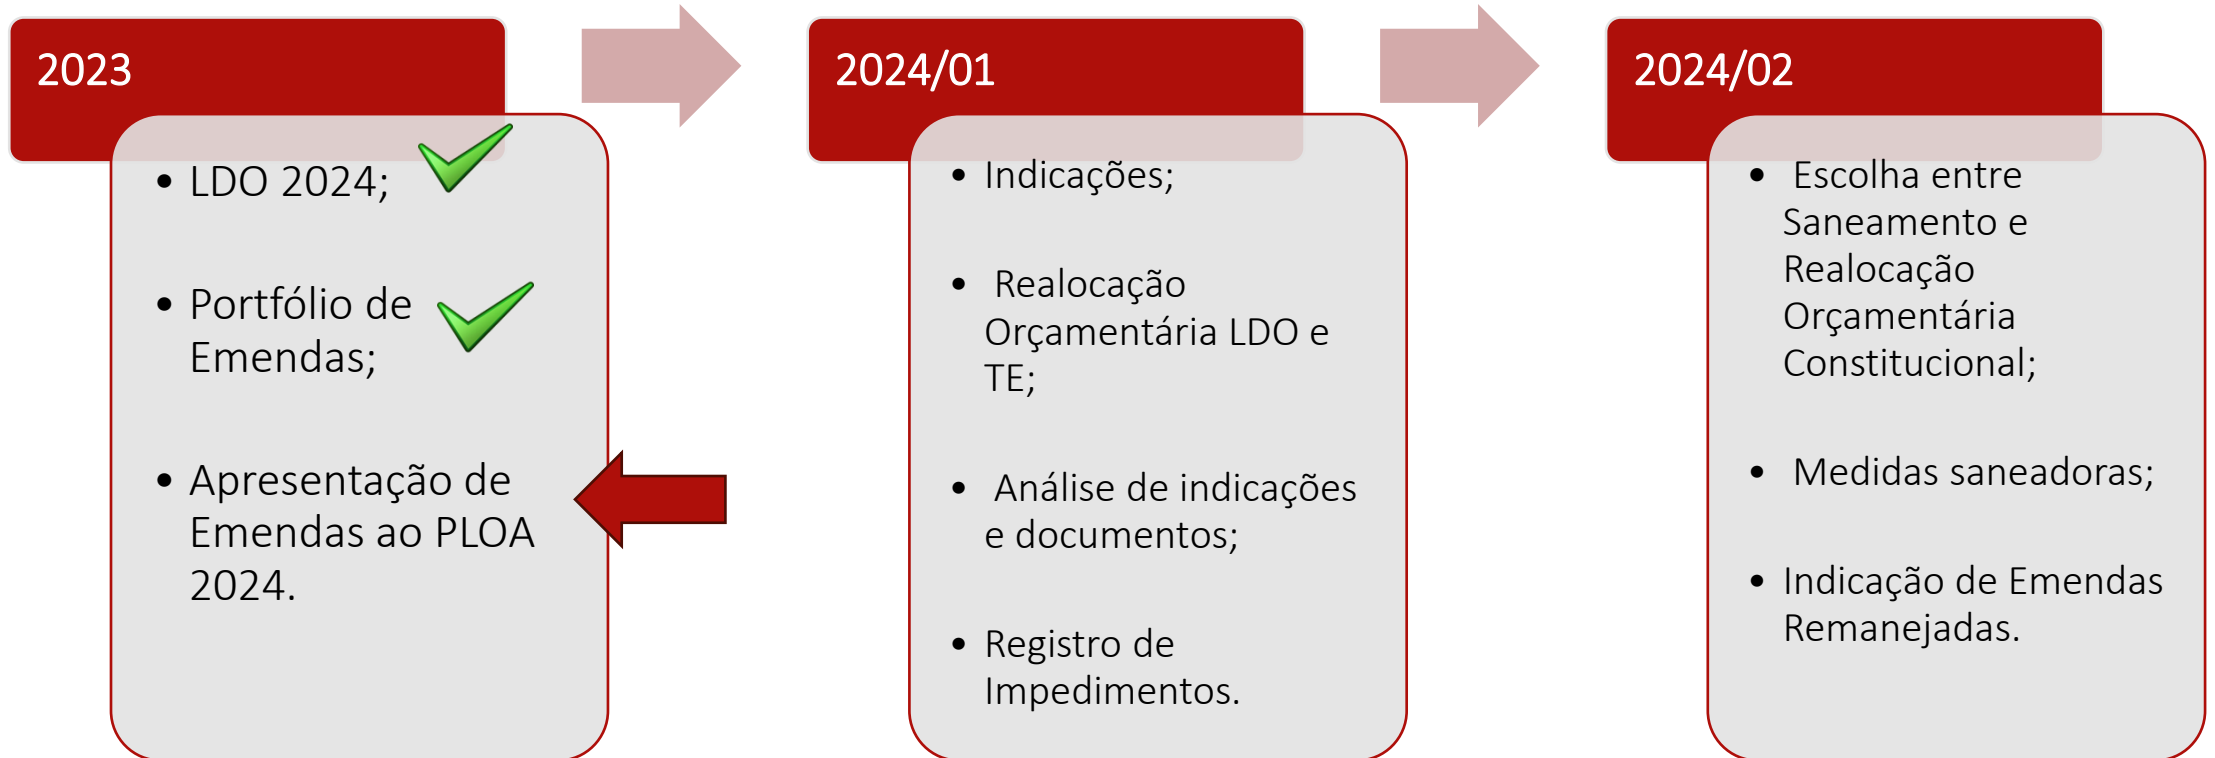 2023
• LDO 2024;
• Portfólio de
Emendas;
• Apresentação de
Emendas ao PLOA
2024.
2024/01
• Indicações;
• Realocação
Orçamentária LDO e
TE;
• Análise de indicações
e documentos;
• Registro de
Impedimentos.
2024/02
• Escolha entre
Saneamento e
Realocação
Orçamentária
Constitucional;
• Medidas saneadoras;
• Indicação de Emendas
Remanejadas.